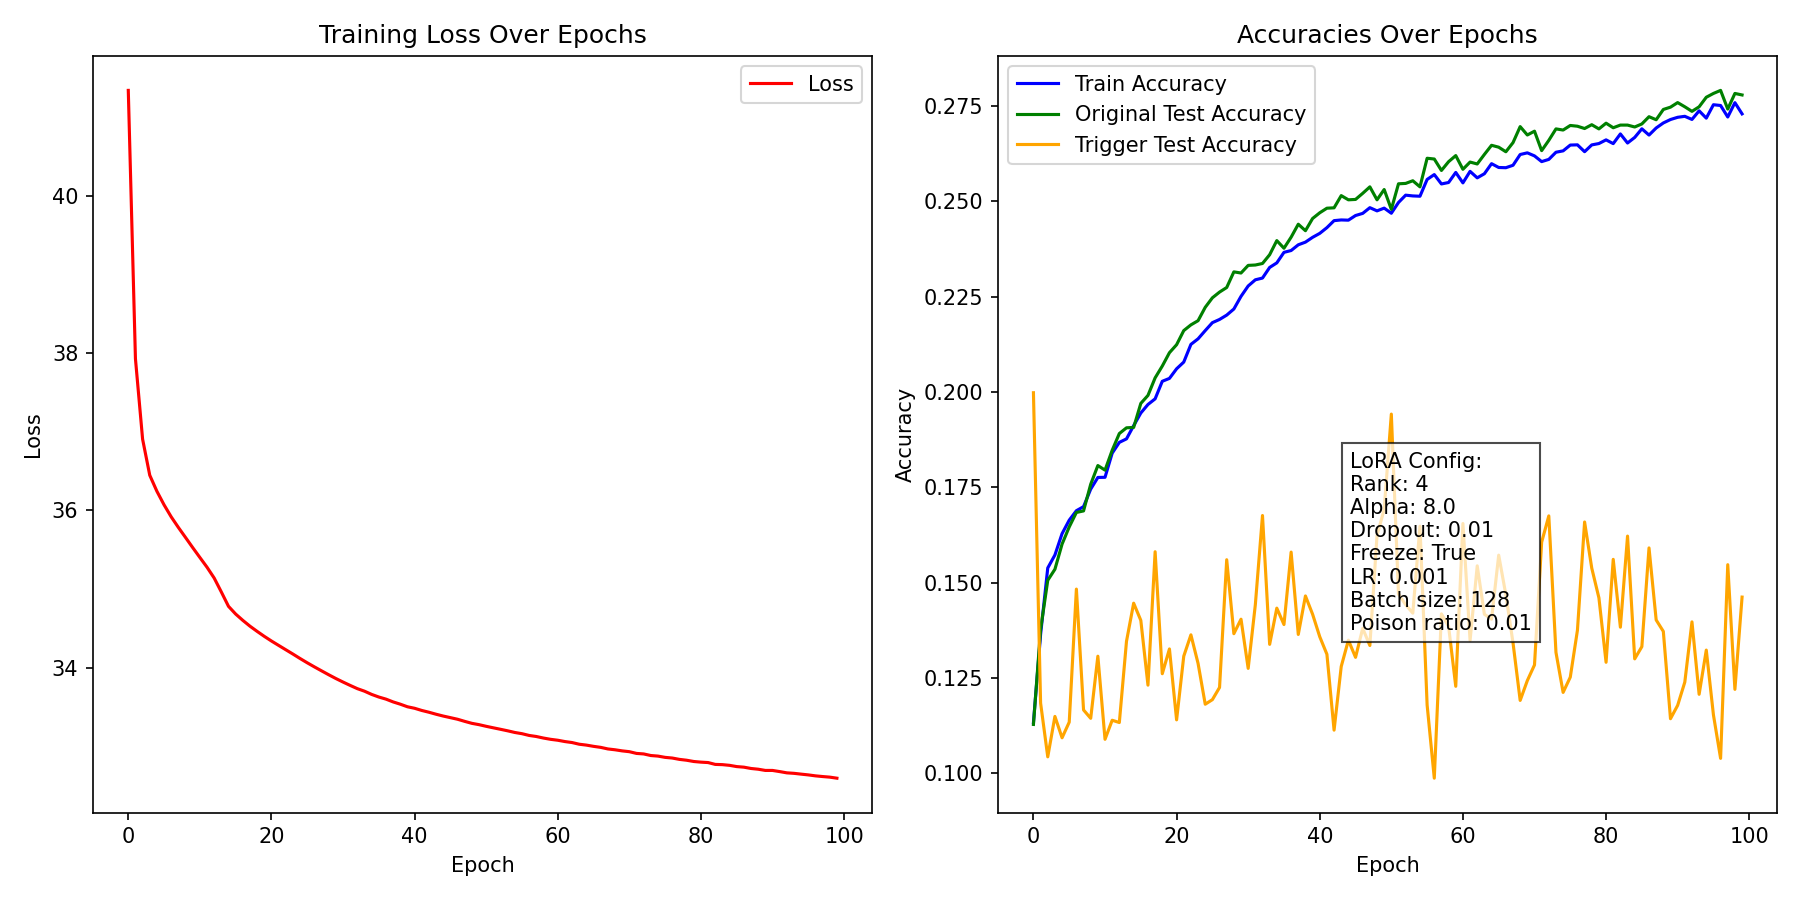 Training Loss Over Epochs
Loss
40
38
36
34
Loss
0 20 40 60 80 100
Epoch
Accuracies Over Epochs
Train Accuracy
Original Test Accuracy
Trigger Test Accuracy
0.275
0.250
0.225
0.200
0.175
0.150
0.125
0.100
Accuracy
LoRA Config:
Rank: 4
Alpha: 8.0
Dropout: 0.01
Freeze: True
LR: 0.001
Batch size: 128
Poison ratio: 0.01
0 20 40 60 80 100
Epoch